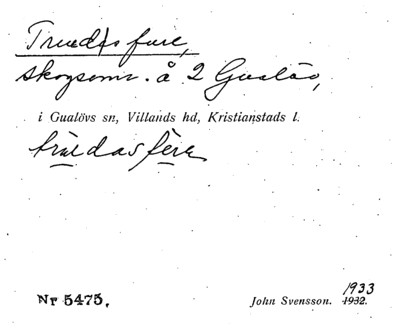 Truedsfure,
skogsomr. å 2 Gualöv,
i Gualövs sn, Villands hd, Kristianstads l.
Nr 5475.
John Svensson. 1933
1932.